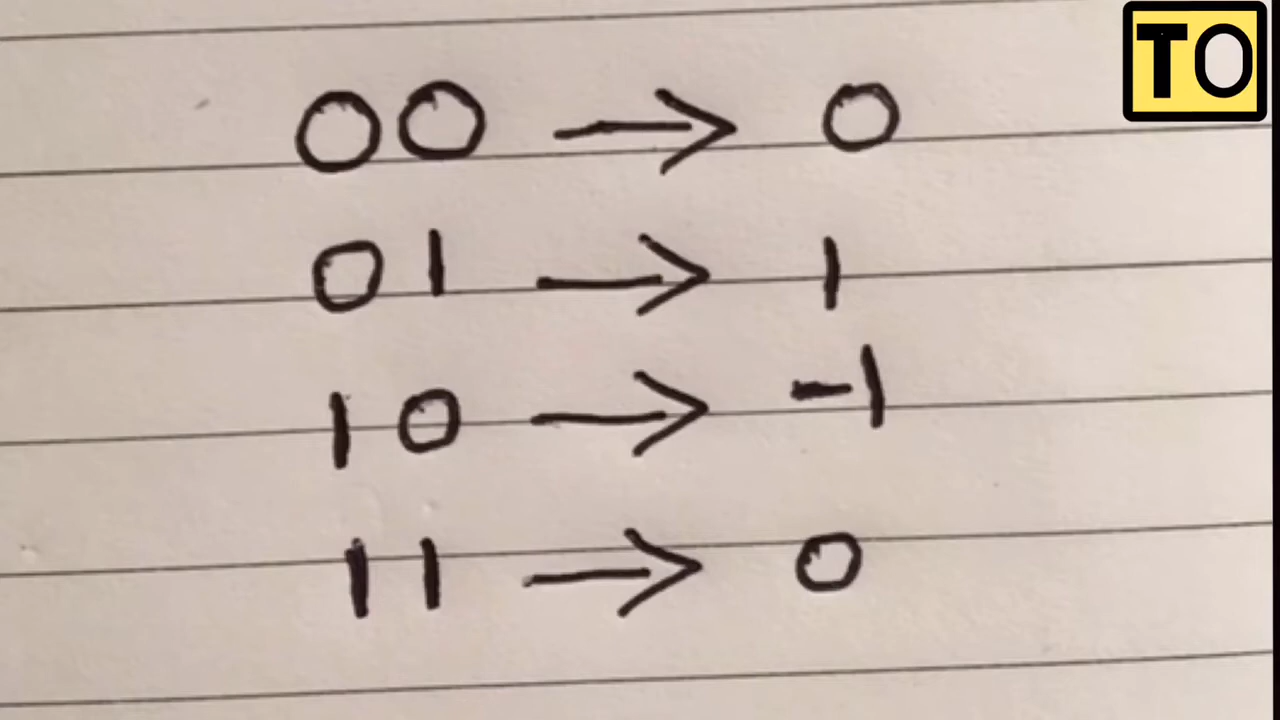 TO
00 → 0
01 → 1
10 → -1
11 → 0